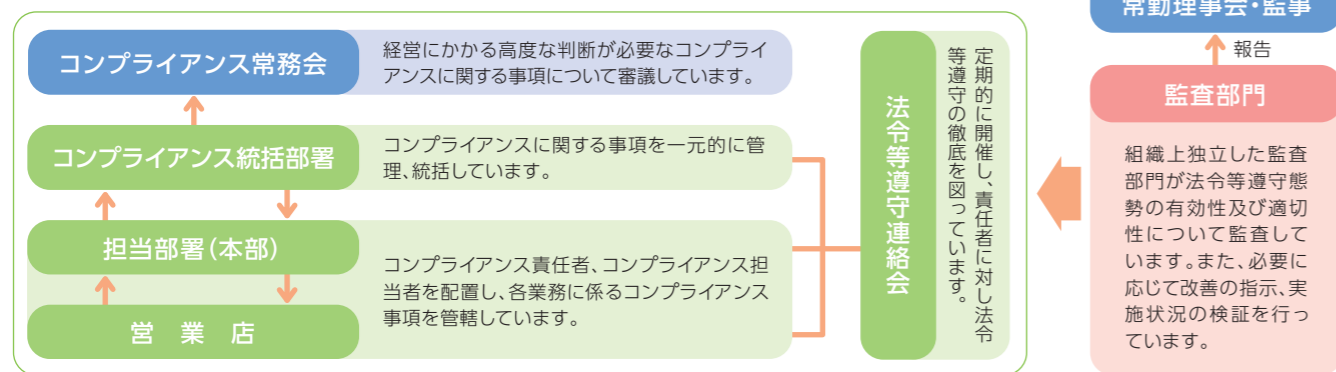 コンプライアンス常務会
経営にかかる高度な判断が必要なコンプライ
アンスに関する事項について審議しています。
コンプライアンス統括部署
コンプライアンスに関する事項を一元的に管
理、統括しています。
担当部署(本部)
営業店
コンプライアンス責任者、コンプライアンス担
当者を配置し、各業務に係るコンプライアンス
事項を管轄しています。
法令等遵守連絡会
定期的に開催し、責任者に対し法令
等遵守の徹底を図っています。
常勤理事会・監事
報告
監査部門
組織上独立した監査
部門が法令等遵守態
勢の有効性及び適切
性について監査して
います。また、必要に
応じて改善の指示、実
施状況の検証を行っ
ています。